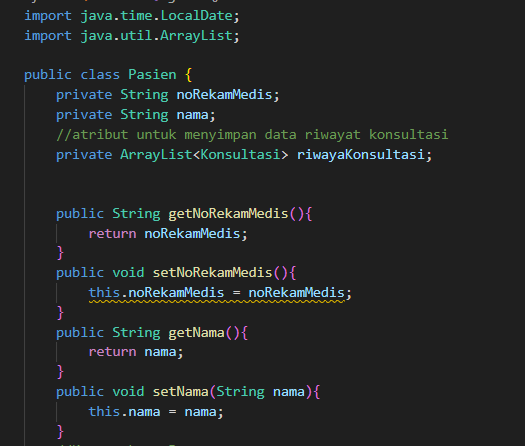 import java.time.LocalDate;
import java.util.ArrayList;
public class Pasien {
private String noRekamMedis;
private String nama;
//atribut untuk menyimpan data riwayat konsultasi
private ArrayList<Konsultasi> riwayaKonsultasi;
public String getNoRekamMedis(){
return noRekamMedis;
}
public void setNoRekamMedis(){
this.noRekamMedis = noRekamMedis;
}
public String getNama(){
return nama;
}
public void setNama(String nama){
this.nama = nama;
}